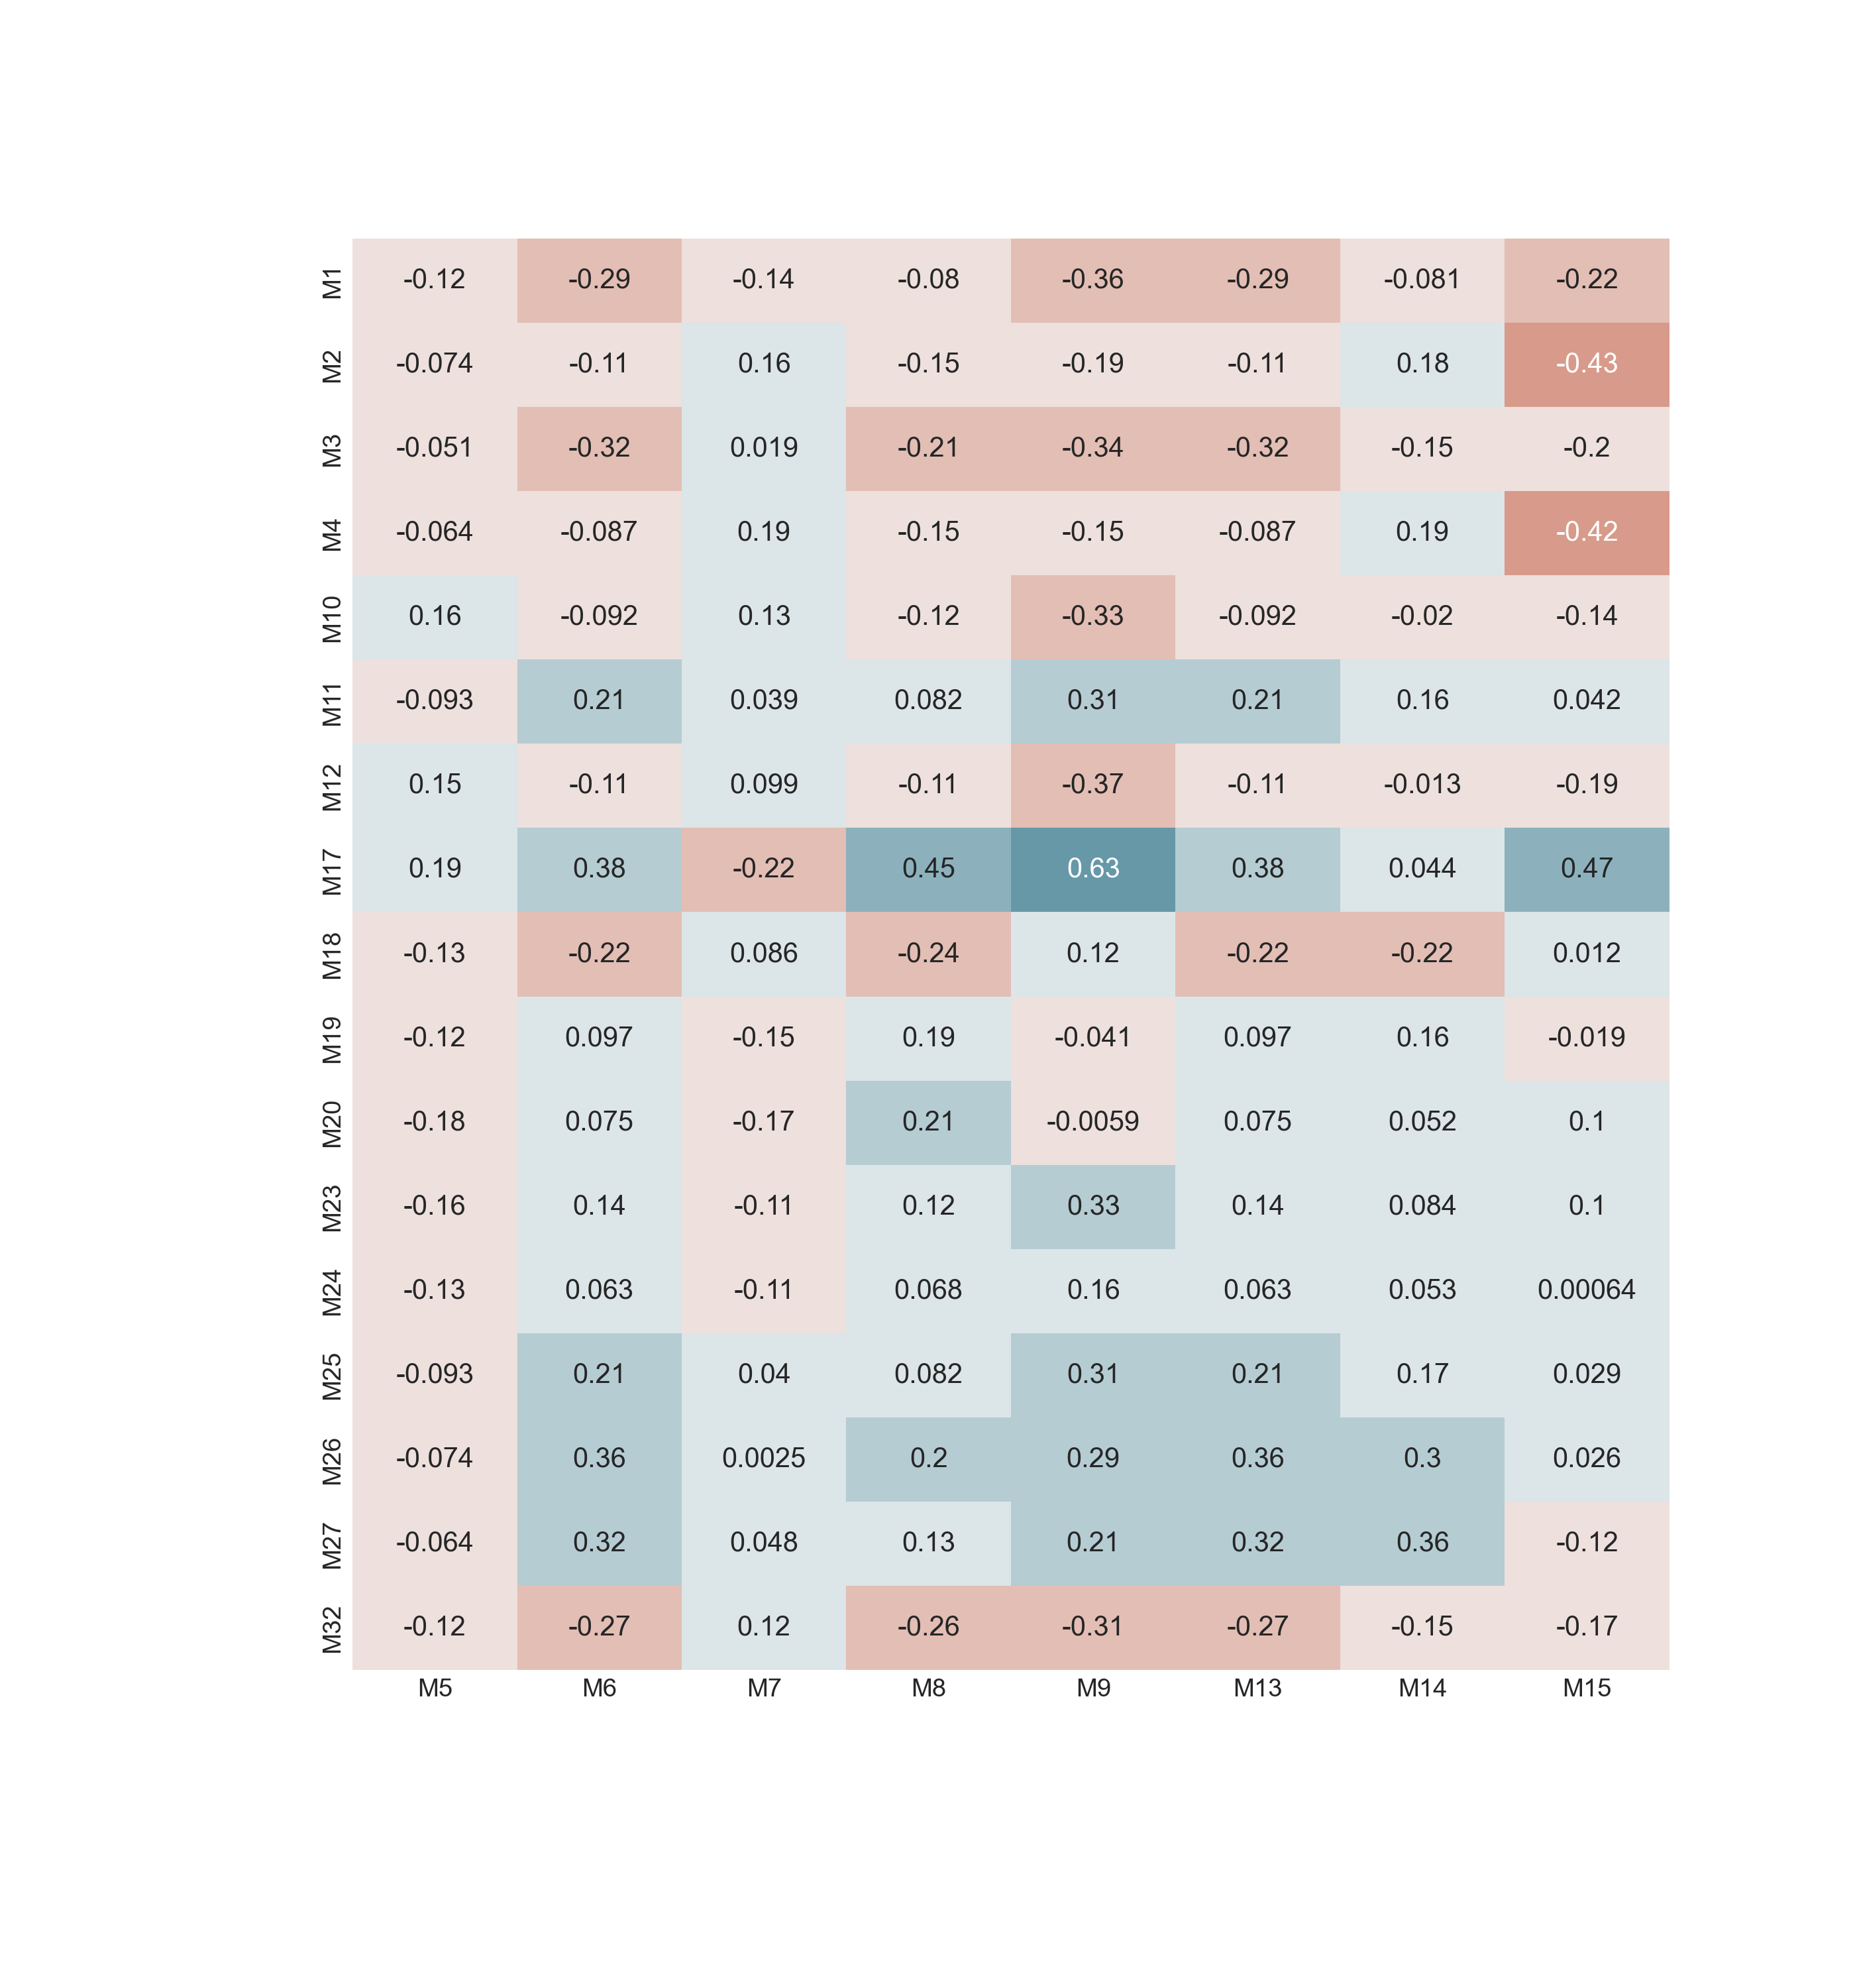 M1 -0.12 -0.29 -0.14 -0.08 -0.36 -0.29 -0.081 -0.22
M2 -0.074 -0.11 0.16 -0.15 -0.19 -0.11 0.18 -0.43
M3 -0.051 -0.32 0.019 -0.21 -0.34 -0.32 -0.15 -0.2
M4 -0.064 -0.087 0.19 -0.15 -0.15 -0.087 0.19 -0.42
M10 0.16 -0.092 0.13 -0.12 -0.33 -0.092 -0.02 -0.14
M11 -0.093 0.21 0.039 0.082 0.31 0.21 0.16 0.042
M12 0.15 -0.11 0.099 -0.11 -0.37 -0.11 -0.013 -0.19
M17 0.19 0.38 -0.22 0.45 0.63 0.38 0.044 0.47
M18 -0.13 -0.22 0.086 -0.24 0.12 -0.22 -0.22 0.012
M19 -0.12 0.097 -0.15 0.19 -0.041 0.097 0.16 -0.019
M20 -0.18 0.075 -0.17 0.21 -0.0059 0.075 0.052 0.1
M23 -0.16 0.14 -0.11 0.12 0.33 0.14 0.084 0.1
M24 -0.13 0.063 -0.11 0.068 0.16 0.063 0.053 0.00064
M25 -0.093 0.21 0.04 0.082 0.31 0.21 0.17 0.029
M26 -0.074 0.36 0.0025 0.2 0.29 0.36 0.3 0.026
M27 -0.064 0.32 0.048 0.13 0.21 0.32 0.36 -0.12
M32 -0.12 -0.27 0.12 -0.26 -0.31 -0.27 -0.15 -0.17
M5 M6 M7 M8 M9 M13 M14 M15